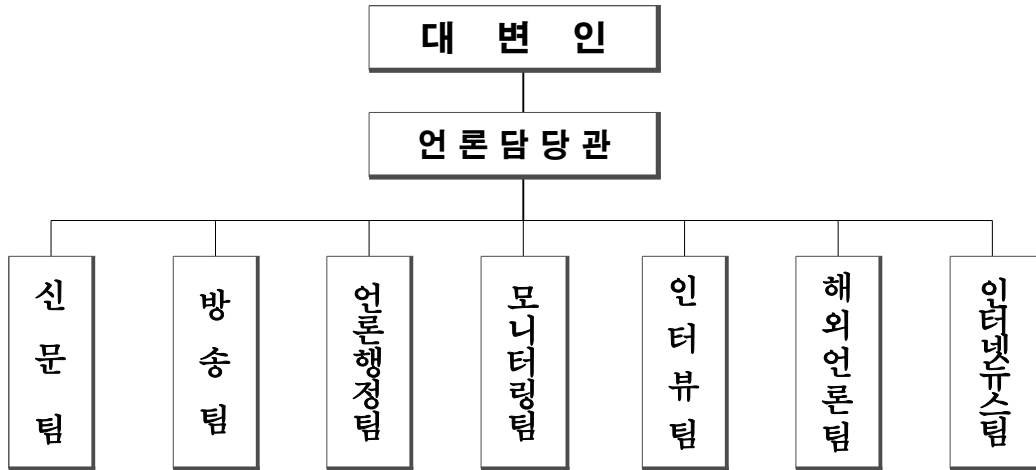 대 변 인
언 론 담 당 관
신 문 팀
방 송 팀
언론행정팀
모니터링팀
인 터 뷰 팀
해외언론팀
인터넷뉴스팀